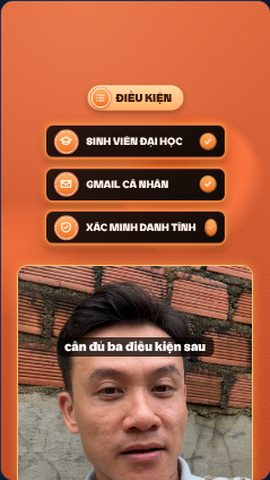 ĐIỀU KIỆN
SINH VIÊN ĐẠI HỌC
GMAIL CÁ NHÂN
XÁC MINH DANH TÍNH
cần đủ ba điều kiện sau